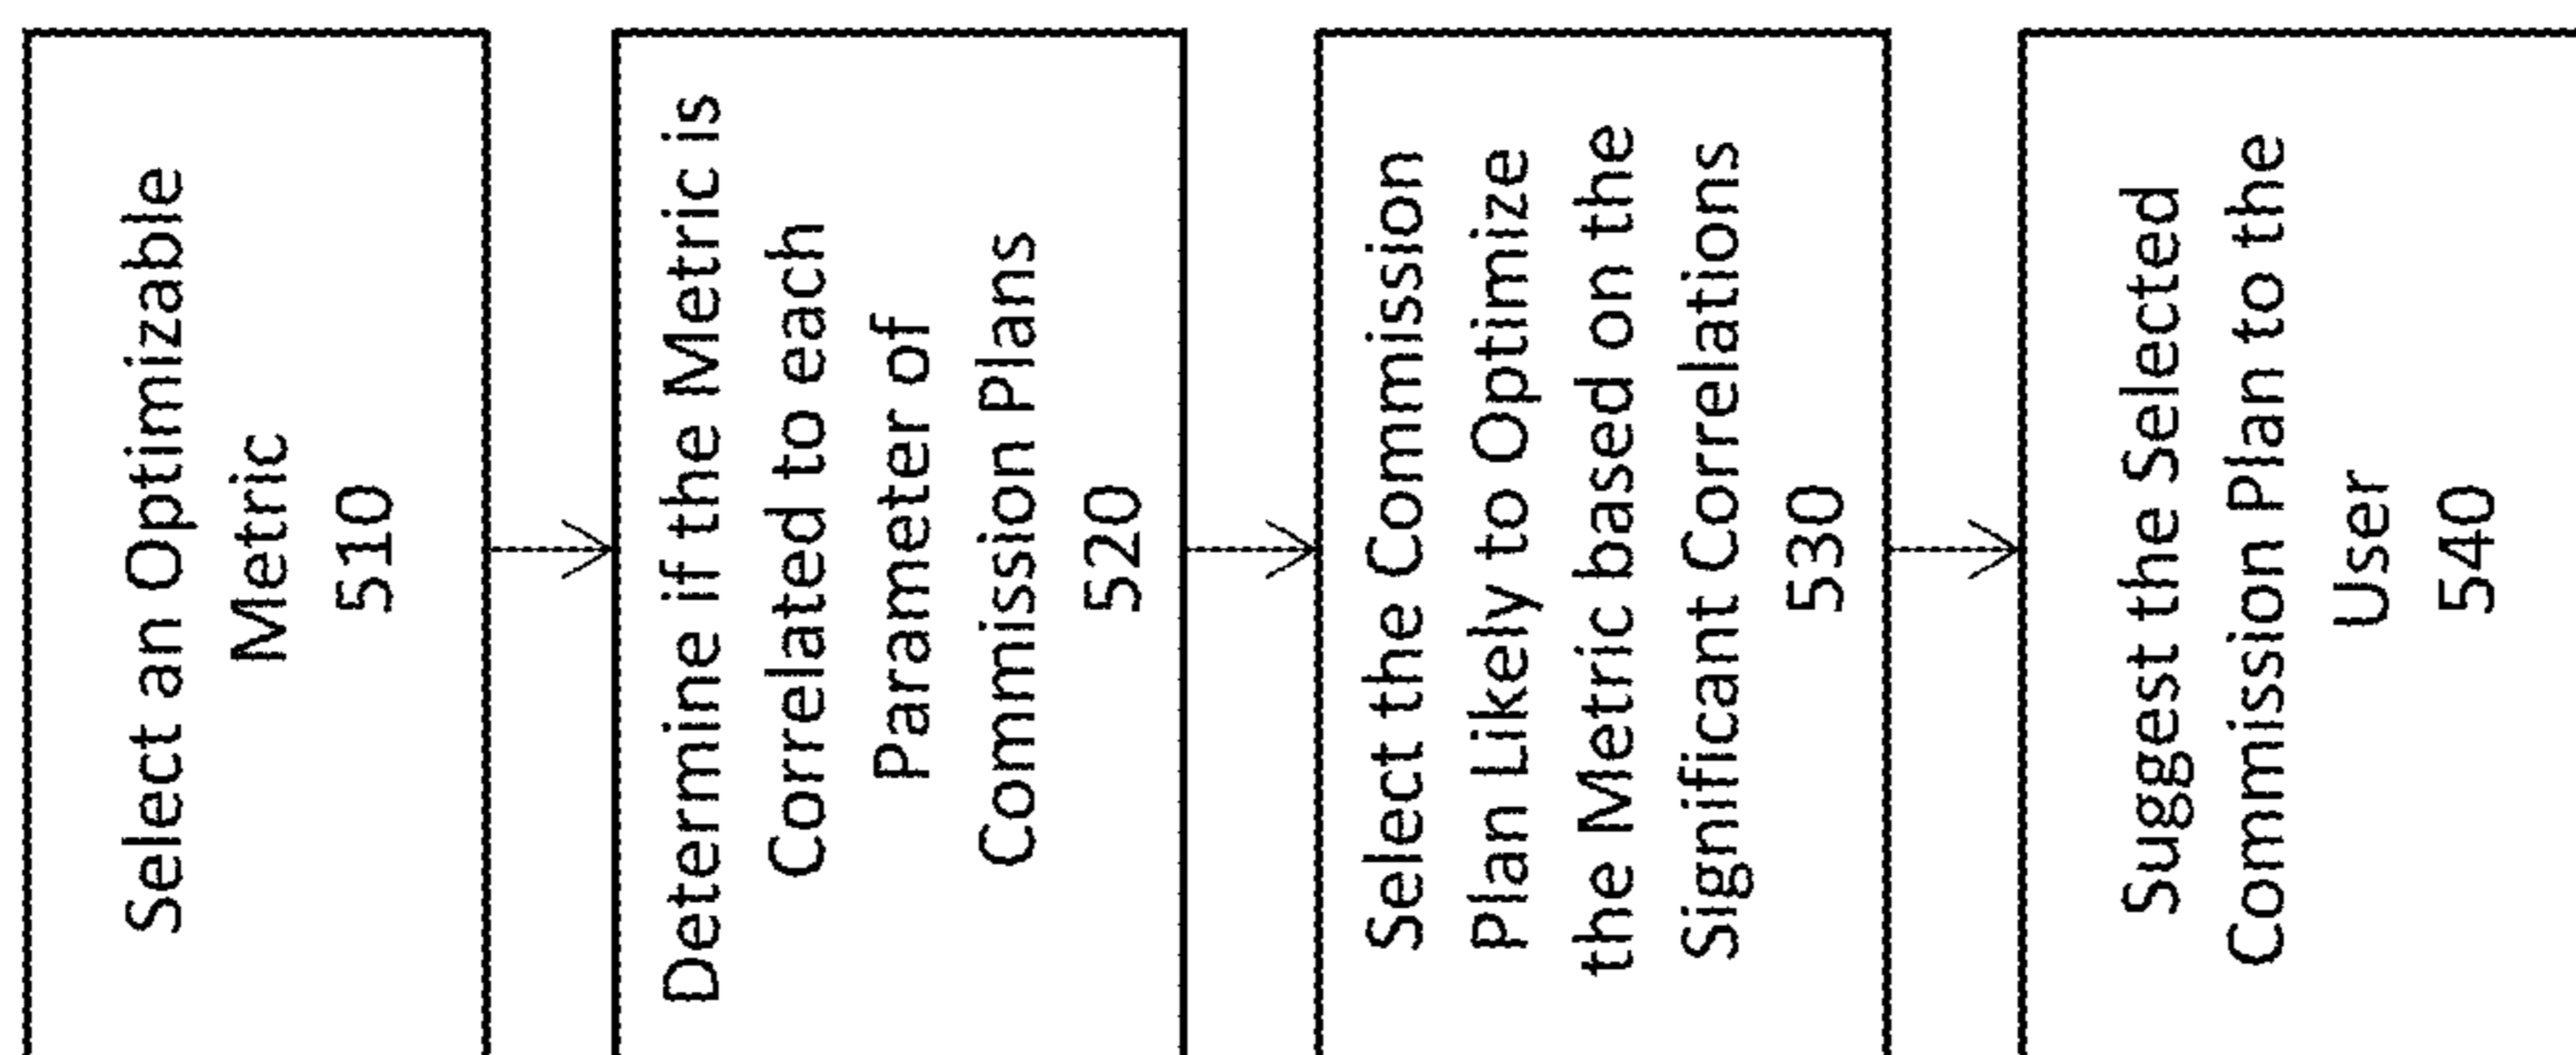 Select an Optimizable
Metric
510
Determine if the Metric is
Correlated to each
Parameter of
Commission Plans
520
Select the Commission
Plan Likely to Optimize
the Metric based on the
Significant Correlations
530
Suggest the Selected
Commission Plan to the
User
540